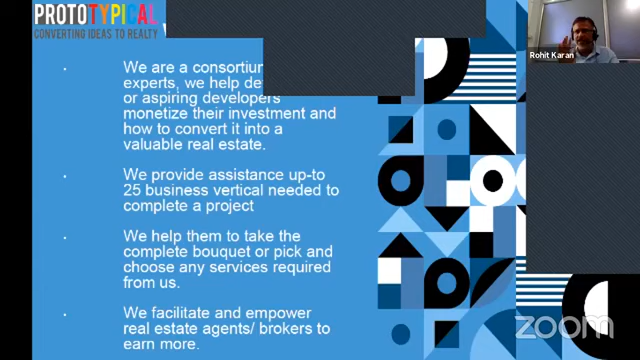 PROTOTYPICAL
CONVERTING IDEAS TO REALTY
Rohit Karan
We are a consortium
experts, we help
or aspiring developers
monetize their investment and
how to convert it into a
valuable real estate.
We provide assistance up-to
25 business vertical needed to
complete a project
We help them to take the
complete bouquet or pick and
choose any services required
from us.
We facilitate and empower
real estate agents/ brokers to
earn more.
zoom